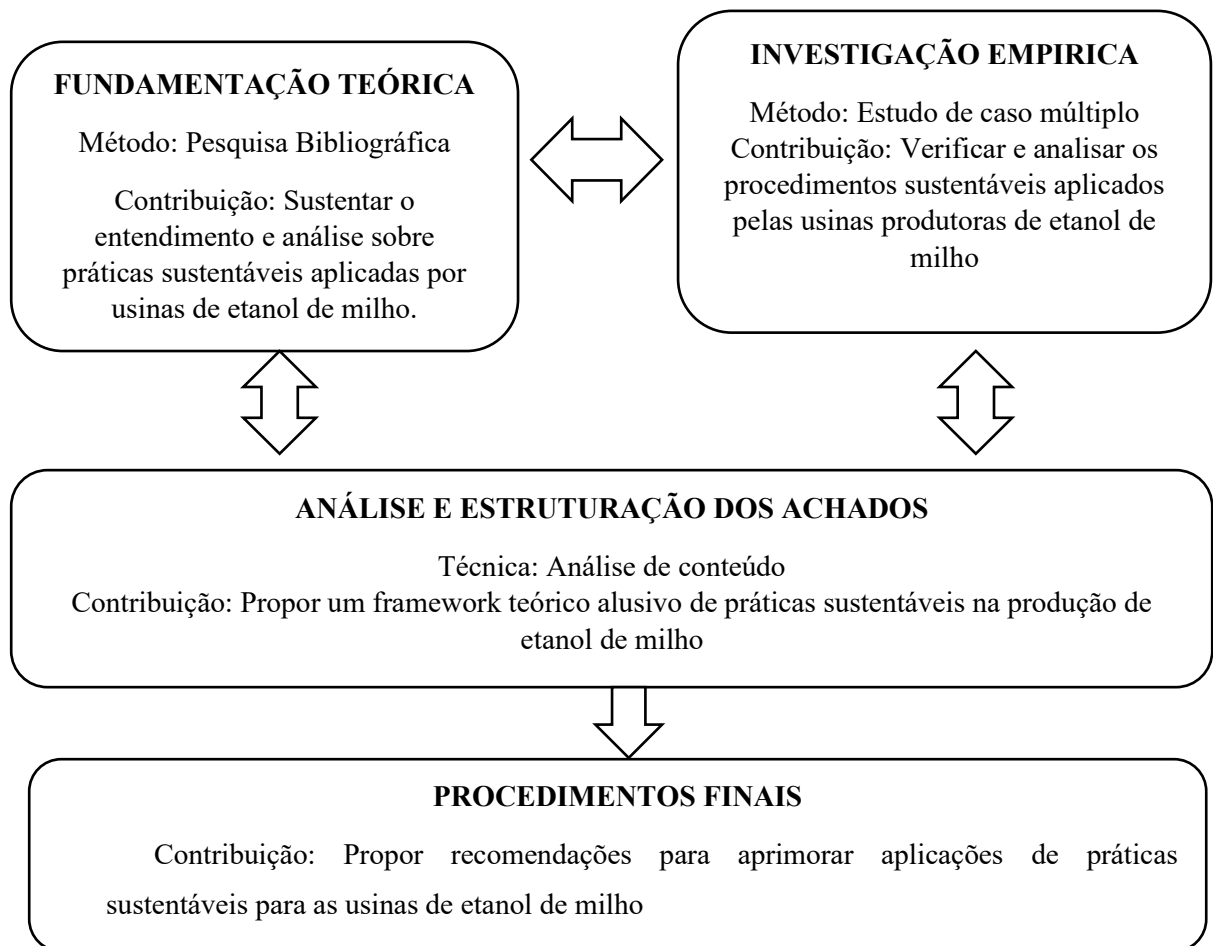 FUNDAMENTAÇÃO TEÓRICA
Método: Pesquisa Bibliográfica
Contribuição: Sustentar o
entendimento e análise sobre
práticas sustentáveis aplicadas por
usinas de etanol de milho.
INVESTIGAÇÃO EMPIRICA
Método: Estudo de caso múltiplo
Contribuição: Verificar e analisar os
procedimentos sustentáveis aplicados
pelas usinas produtoras de etanol de
milho
ANÁLISE E ESTRUTURAÇÃO DOS ACHADOS
Técnica: Análise de conteúdo
Contribuição: Propor um framework teórico alusivo de práticas sustentáveis na produção de
etanol de milho
PROCEDIMENTOS FINAIS
Contribuição: Propor recomendações para aprimorar aplicações de práticas
sustentáveis para as usinas de etanol de milho